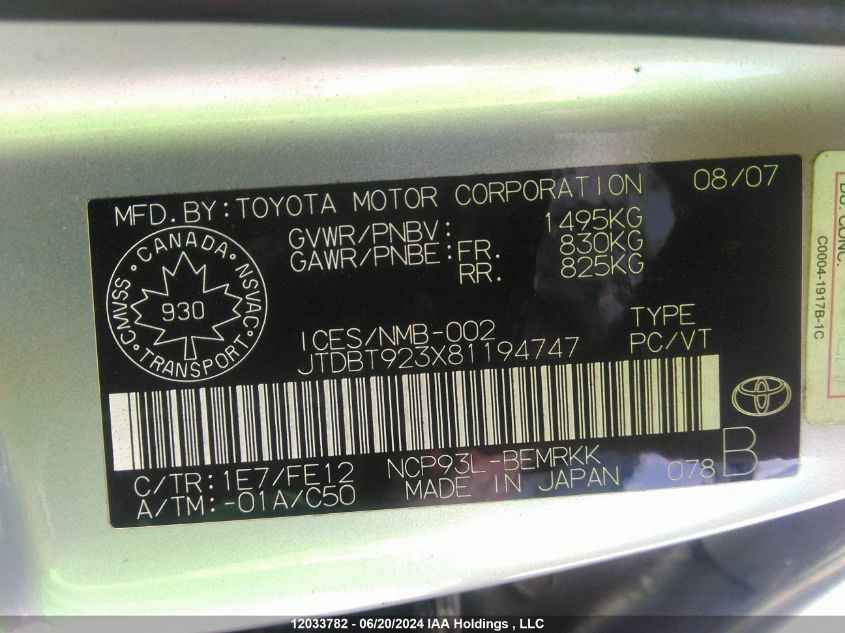 MFD.BY:TOYOTA MOTOR CORPORATION 08/07
GVWR/PNBV: 1495KG
GAWR/PNBE: FR. 830KG
RR. 825KG
CANADA
NSVAC
TRANSPORT
CMVSS
930
ICES/NMB-002
JTDBT923X81194747
TYPE
PC/VT
C/TR:1E7/FE12
A/TM:-01A/C50
NCP93L-BEMRKK
MADE IN JAPAN
078B
C0004-1917B-1C
12033782 - 06/20/2024 IAA Holdings , LLC